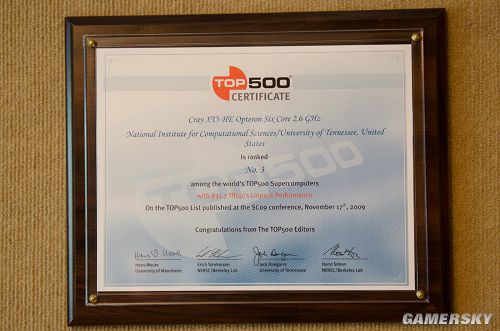 TOP 500
CERTIFICATE
Cray XT5-HE Opteron Six Core 2.6 GHz
National Institute for Computational Sciences/University of Tennessee, United
States
Is ranked
No. 3
among the world's TOP500 Supercomputers
with 831.7 Tflop/s Linpack Performance
On the TOP500 List published at the SC09 conference, November 17th, 2009
Congratulations from The TOP500 Editors
Hans Meuer Erich Strohmaier Jack Dongarra Horst Simon
University of Mannheim NERSC/Berkeley Lab University of Tennessee NERSC/Berkeley Lab
GAMERSKY